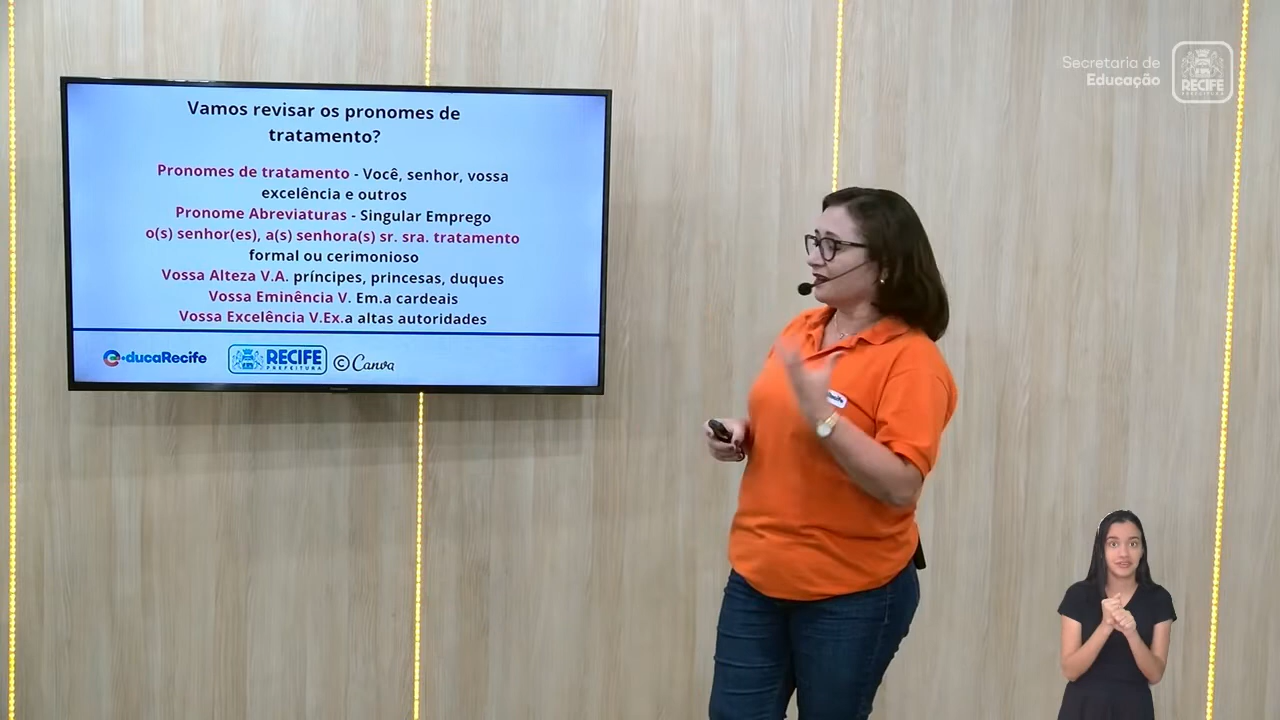 Secretaria de
Educação
RECIFE
PREFEITURA
Vamos revisar os pronomes de
tratamento?
Pronomes de tratamento - Você, senhor, vossa
excelência e outros
Pronome Abreviaturas - Singular Emprego
o(s) senhor(es), a(s) senhora(s) sr. sra. tratamento
formal ou cerimonioso
Vossa Alteza V.A. príncipes, princesas, duques
Vossa Eminência V. Em.a cardeais
Vossa Excelência V.Ex.a altas autoridades
e·ducaRecife
RECIFE
PREFEITURA
© Canva